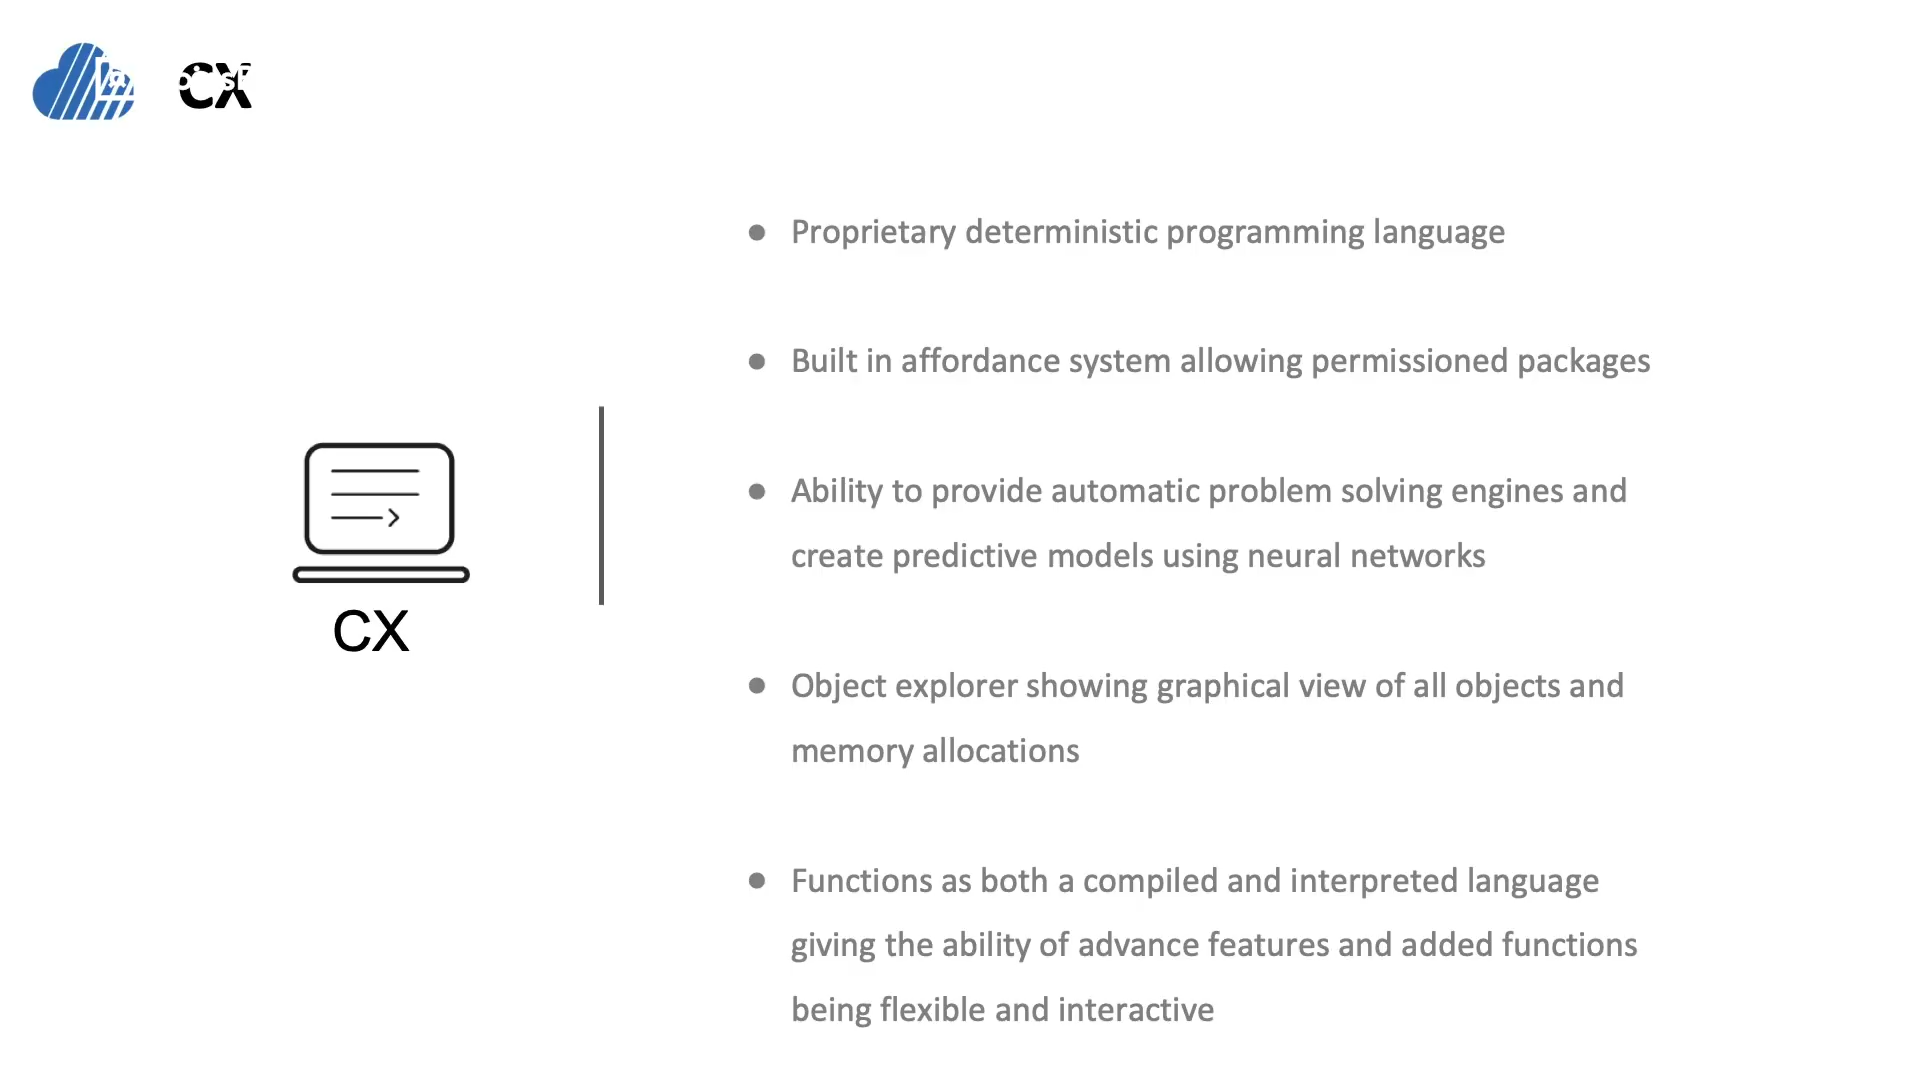 CX
Proprietary deterministic programming language
Built in affordance system allowing permissioned packages
Ability to provide automatic problem solving engines and
create predictive models using neural networks
CX
Object explorer showing graphical view of all objects and
memory allocations
Functions as both a compiled and interpreted language
giving the ability of advance features and added functions
being flexible and interactive